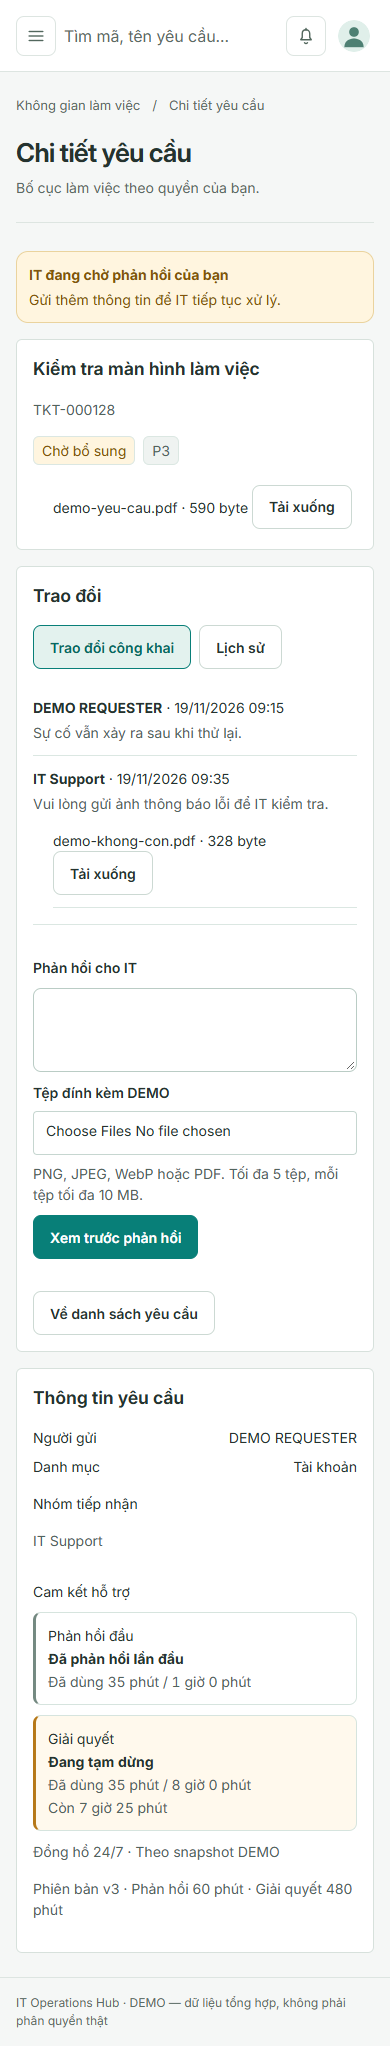 Tìm mã, tên yêu cầu...
Không gian làm việc / Chi tiết yêu cầu
Chi tiết yêu cầu
Bố cục làm việc theo quyền của bạn.
IT đang chờ phản hồi của bạn
Gửi thêm thông tin để IT tiếp tục xử lý.
Kiểm tra màn hình làm việc
TKT-000128
Chờ bổ sung P3
demo-yeu-cau.pdf · 590 byte Tải xuống
Trao đổi
Trao đổi công khai Lịch sử
DEMO REQUESTER · 19/11/2026 09:15
Sự cố vẫn xảy ra sau khi thử lại.
IT Support · 19/11/2026 09:35
Vui lòng gửi ảnh thông báo lỗi để IT kiểm tra.
demo-khong-con.pdf · 328 byte
Tải xuống
Phản hồi cho IT
Tệp đính kèm DEMO
Choose Files No file chosen
PNG, JPEG, WebP hoặc PDF. Tối đa 5 tệp, mỗi
tệp tối đa 10 MB.
Xem trước phản hồi
Về danh sách yêu cầu
Thông tin yêu cầu
Người gửi DEMO REQUESTER
Danh mục Tài khoản
Nhóm tiếp nhận
IT Support
Cam kết hỗ trợ
Phản hồi đầu
Đã phản hồi lần đầu
Đã dùng 35 phút / 1 giờ 0 phút
Giải quyết
Đang tạm dừng
Đã dùng 35 phút / 8 giờ 0 phút
Còn 7 giờ 25 phút
Đồng hồ 24/7 · Theo snapshot DEMO
Phiên bản v3 · Phản hồi 60 phút · Giải quyết 480
phút
IT Operations Hub · DEMO — dữ liệu tổng hợp, không phải
phân quyền thật